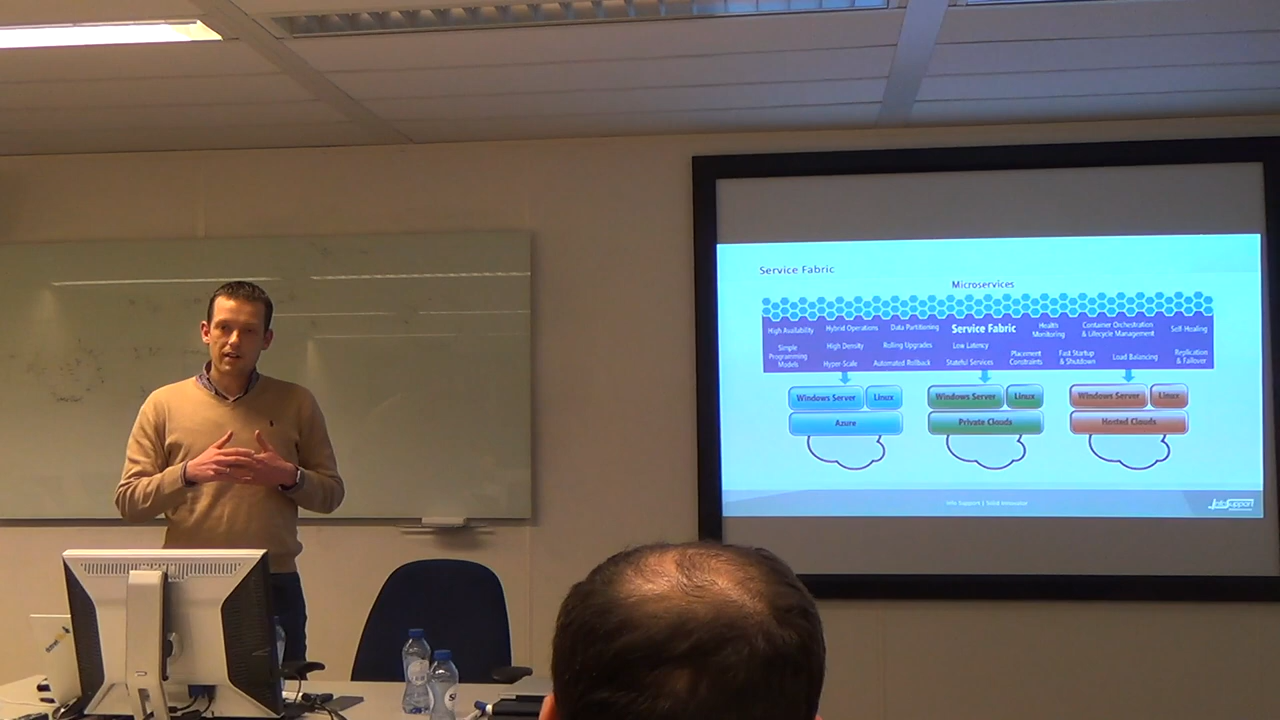 Service Fabric
Microservices
High Availability
Hybrid Operations
Data Partitioning
Service Fabric
Health
Monitoring
Container Orchestration
& Lifecycle Management
Self-Healing
Simple
Programming
Models
High Density
Rolling Upgrades
Low Latency
Hyper-Scale
Automated Rollback
Stateful Services
Placement
Constraints
Fast Startup
& Shutdown
Load Balancing
Replication
& Failover
Windows Server
Linux
Windows Server
Linux
Windows Server
Linux
Azure
Private Clouds
Hosted Clouds
Info Support | Solid Innovator
InfoSupport